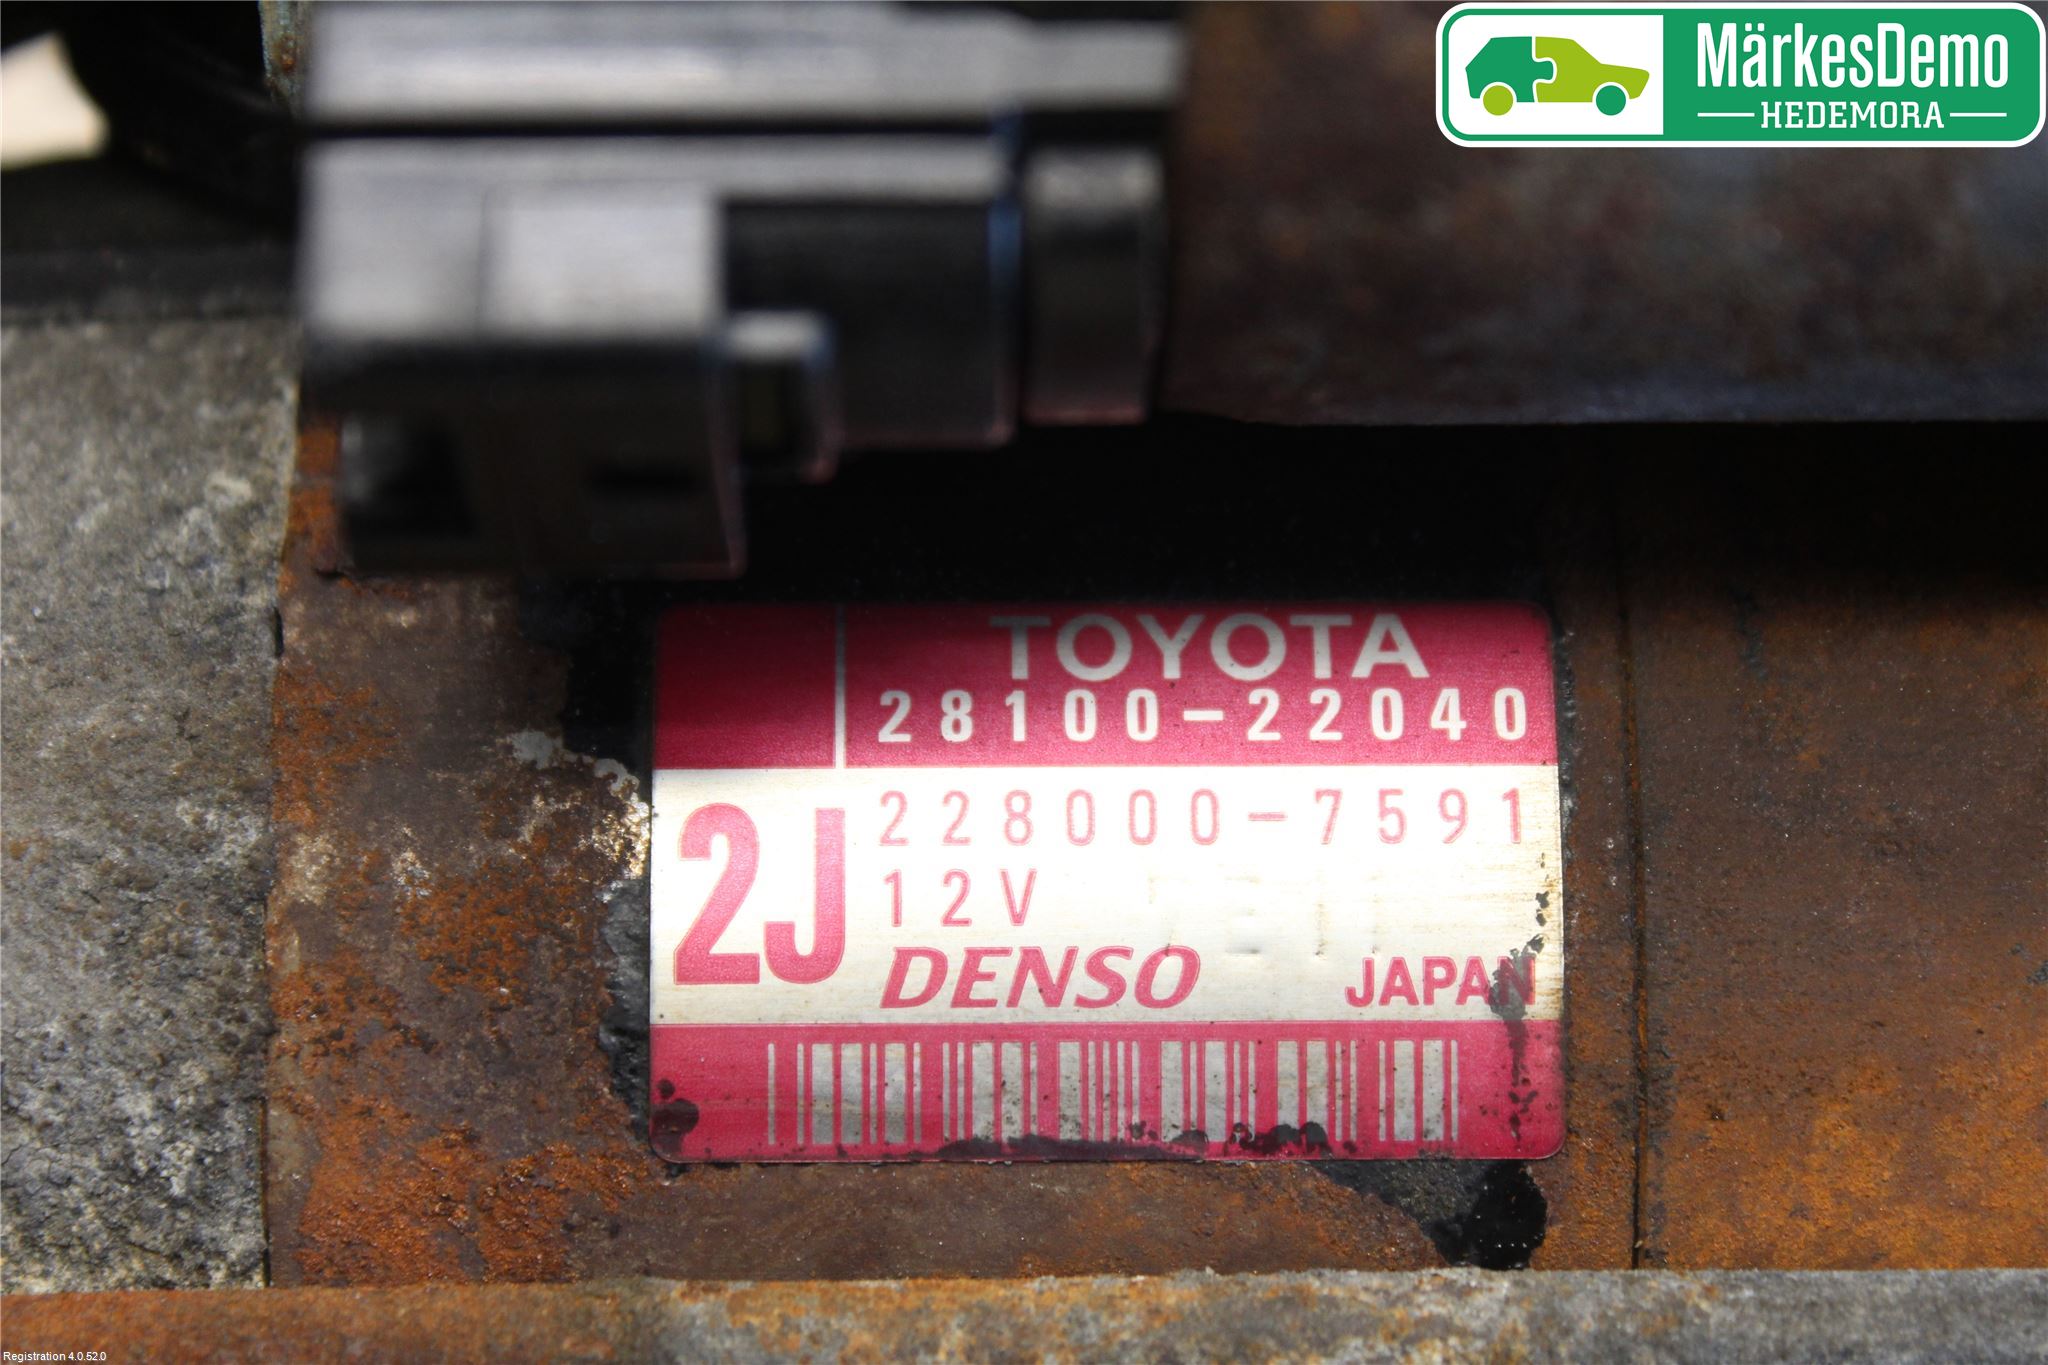 MärkesDemo
HEDEMORA
TOYOTA
28100-22040
2J
228000-7591
12V
DENSO JAPAN
Registration 4.0.52.0